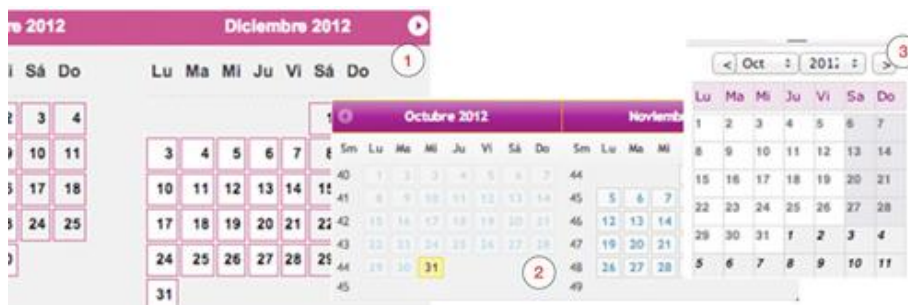 re 2012 Diciembre 2012
1
i Sá Do Lu Ma Mi Ju Vi Sá Do
3 4
10 11 3 4 5 6 7
17 18 10 11 12 13 14
24 25 17 18 19 20 21
24 25 26 27 28
31
Octubre 2012 Noviemb
Sm Lu Ma Mi Ju Vi Sá Do Sm Lu Ma Mi
40 1 2 3 4 5 6 7 44
41 8 9 10 11 12 13 14 45 5 6 7
42 15 16 17 18 19 20 21 46 12 13 14
43 22 23 24 25 26 27 28 47 19 20 21
44 29 30 31 48 26 27 28
45 49
2
3
< Oct 201 >
Lu Ma Mi Ju Vi Sa Do
1 2 3 4 5 6 7
8 9 10 11 12 13 14
15 16 17 18 19 20 21
22 23 24 25 26 27 28
29 30 31 1 2 3 4
5 6 7 8 9 10 11